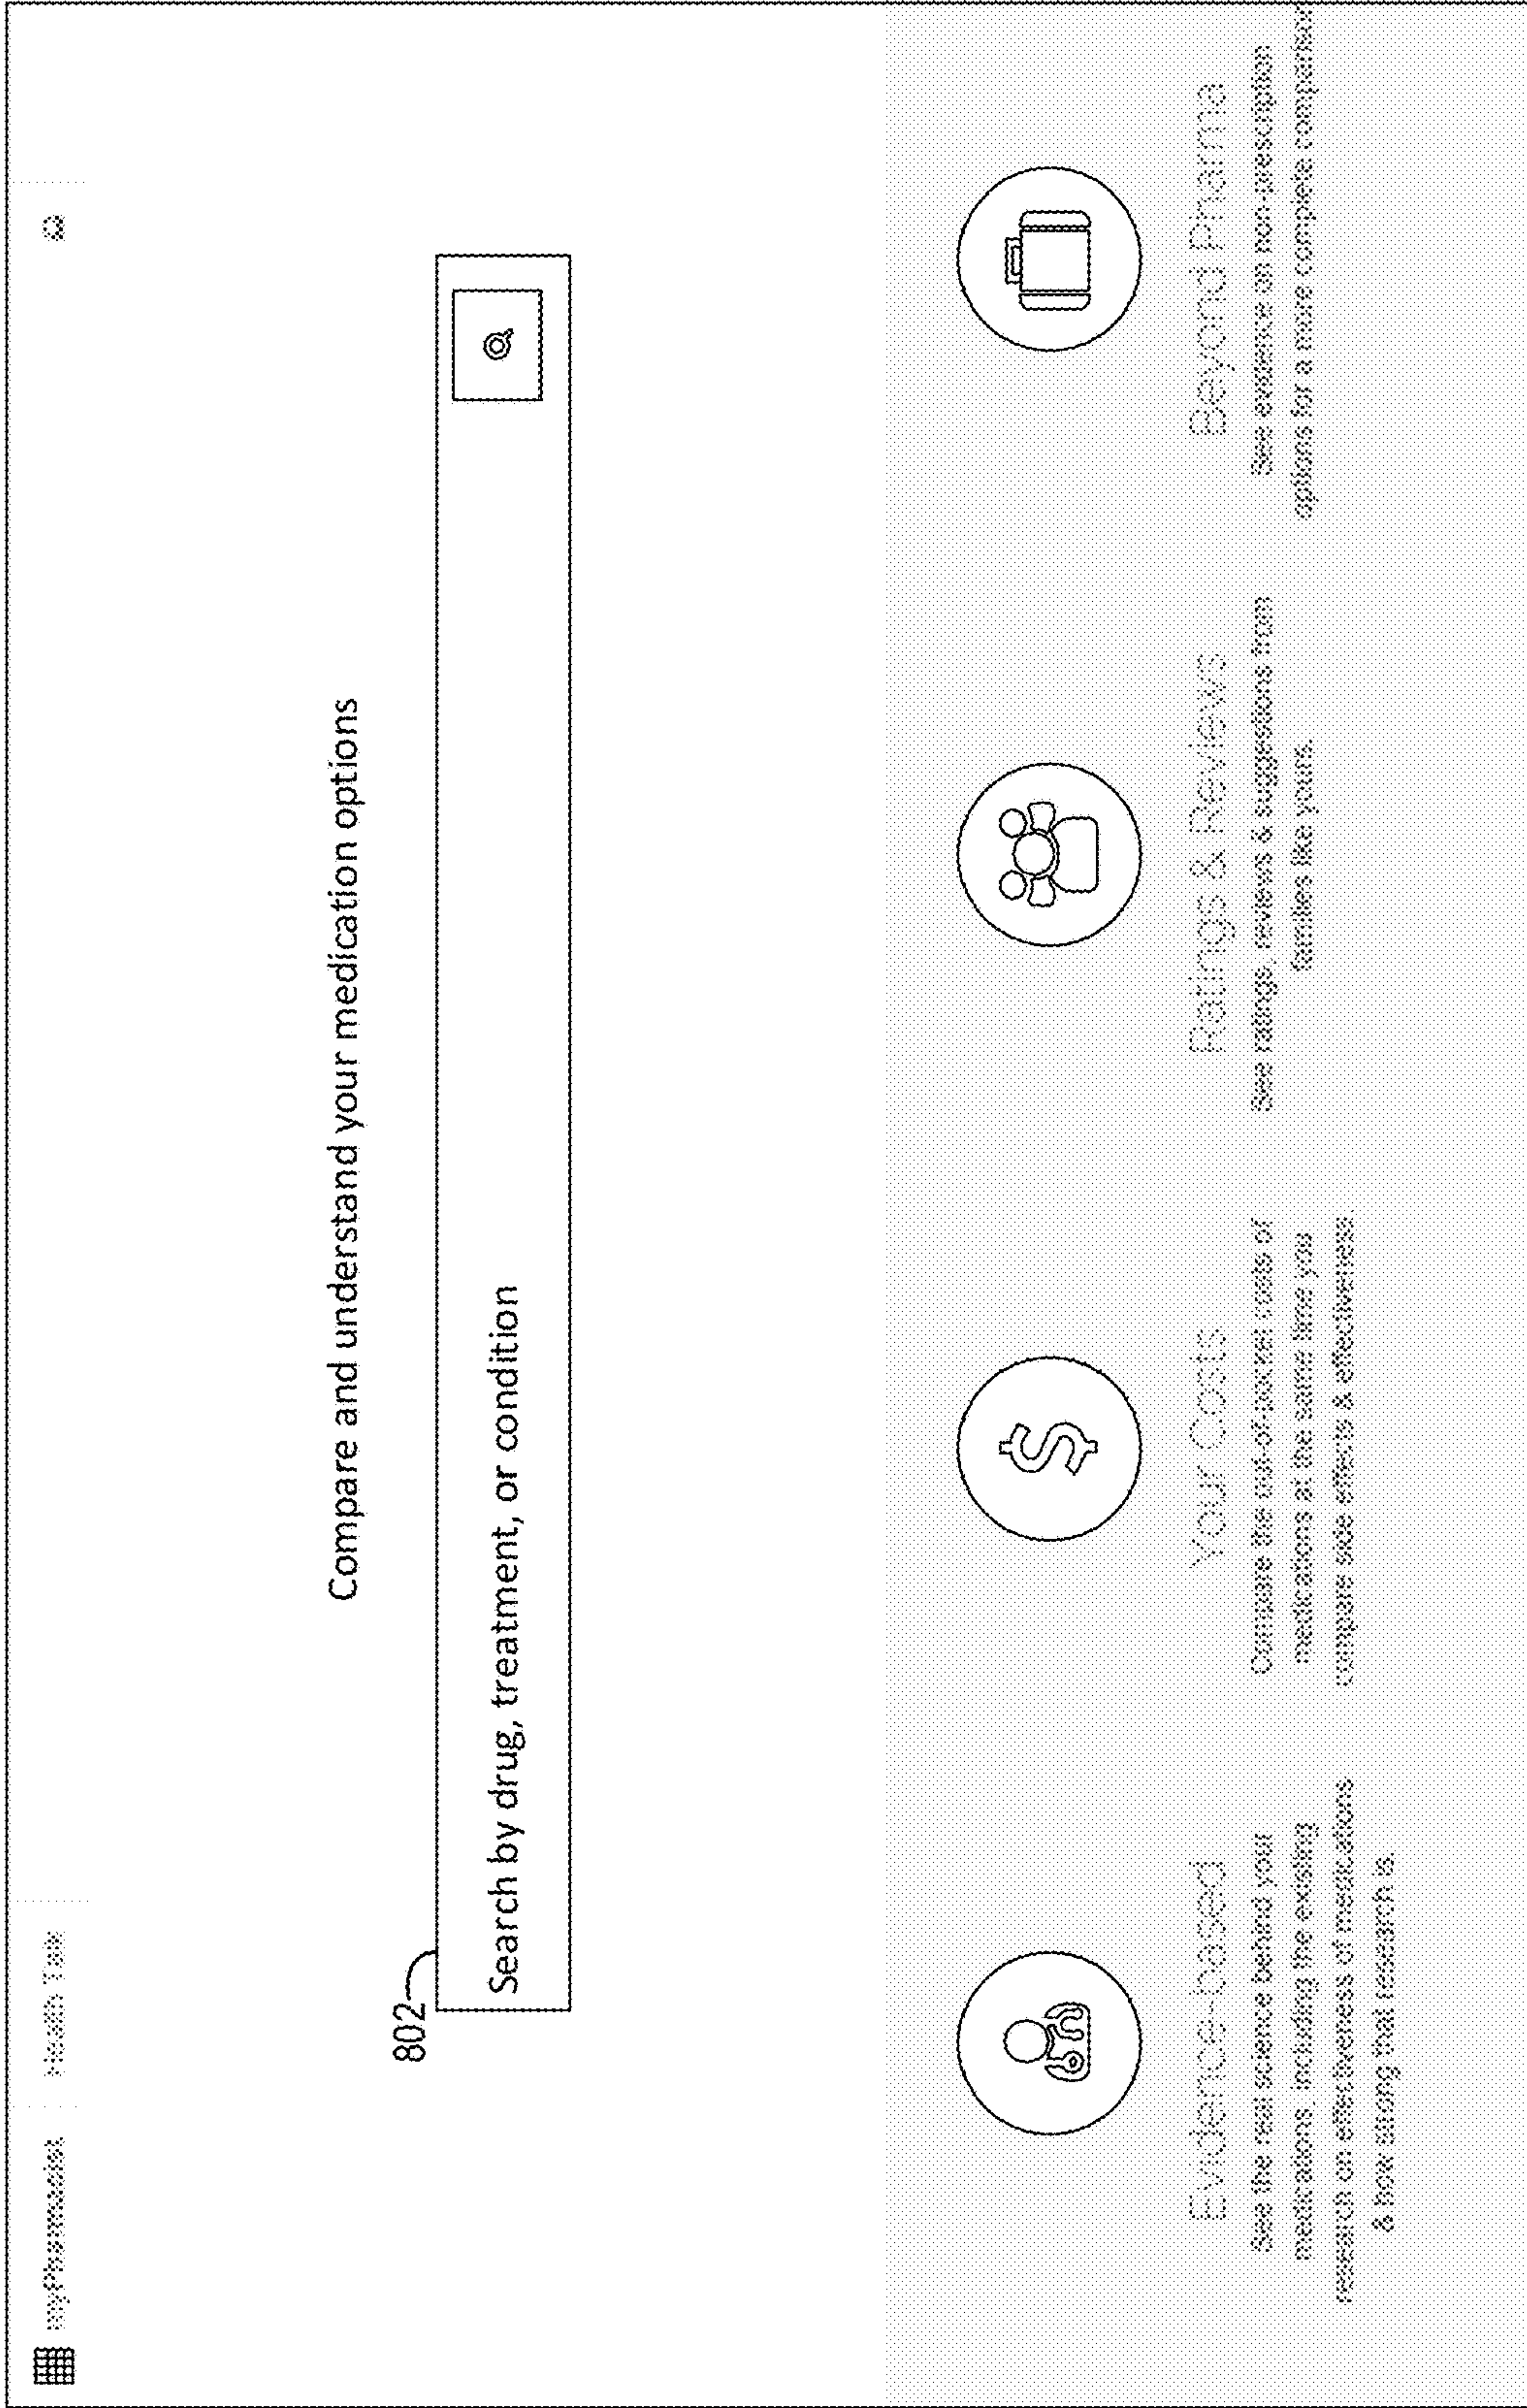 myPharmacist
Health Talk
Compare and understand your medication options
802
Search by drug, treatment, or condition
Evidence-based
See the real science behind your
medications, including the existing
research on effectiveness of medications
& how strong that research is.
Your Costs
Compare the out-of-pocket costs of
medications at the same time you
compare side effects & effectiveness
Ratings & Reviews
See ratings, reviews & suggestions from
families like yours.
Beyond Pharma
See evidence on non-prescription
options for a more complete comparison